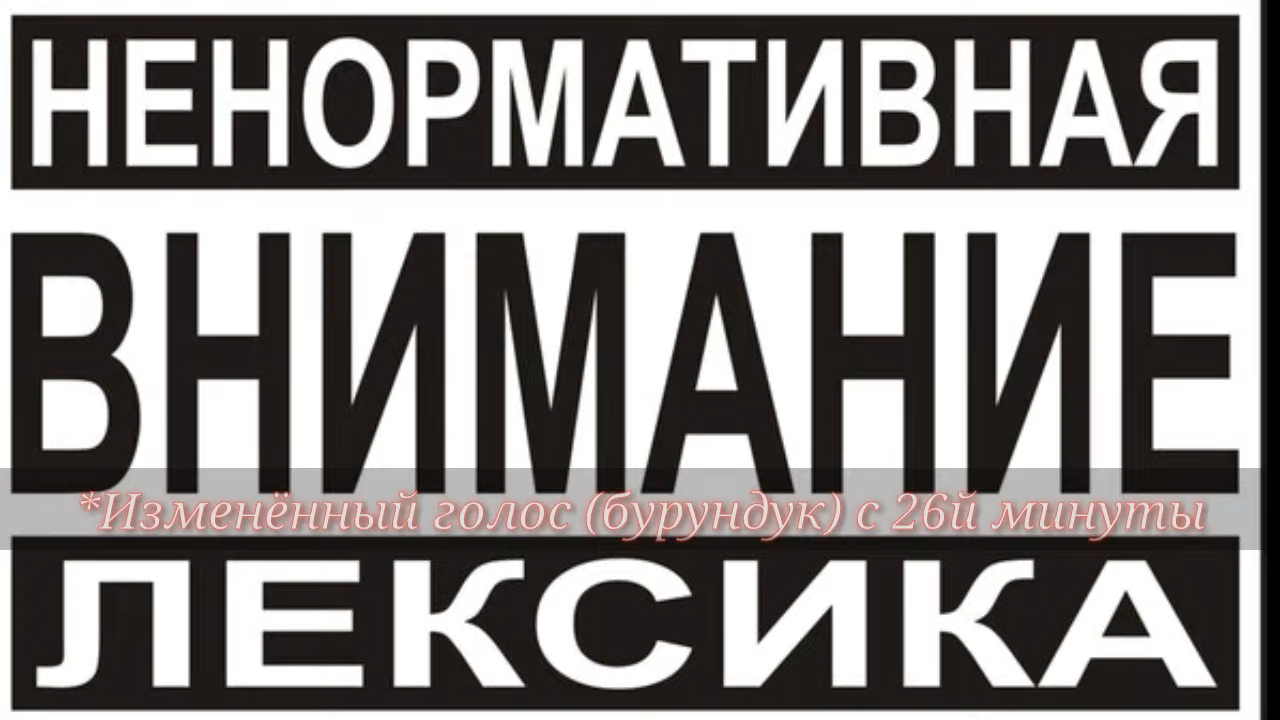 НЕНОРМАТИВНАЯ
ВНИМАНИЕ
*Изменённый голос (бурундук) с 26й минуты
ЛЕКСИКА